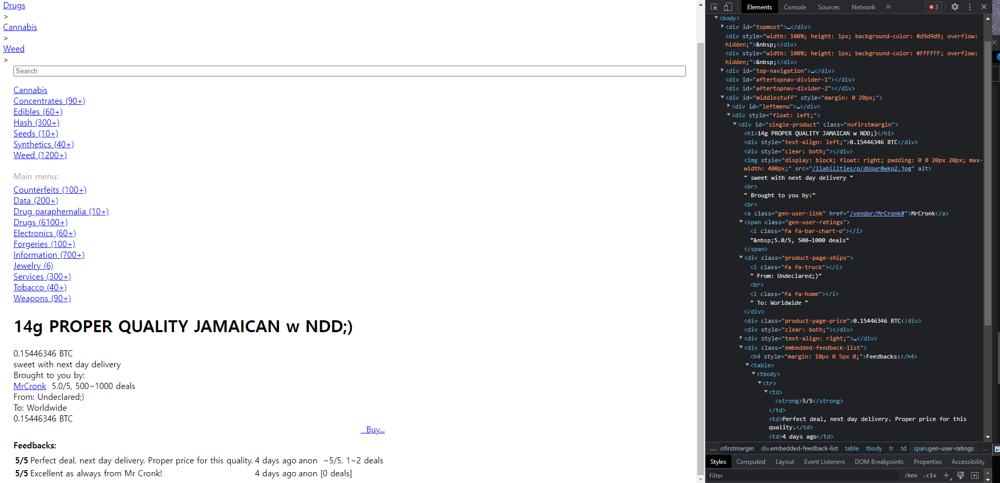 Drugs
>
Cannabis
>
Weed
>
Search
Cannabis
Concentrates (90+)
Edibles (60+)
Hash (300+)
Seeds (10+)
Synthetics (40+)
Weed (1200+)
Main menu:
Counterfeits (100+)
Data (200+)
Drug paraphernalia (10+)
Drugs (6100+)
Electronics (60+)
Forgeries (100+)
Information (700+)
Jewelry (6)
Services (300+)
Tobacco (40+)
Weapons (90+)
14g PROPER QUALITY JAMAICAN w NDD;)
0.15446346 BTC
sweet with next day delivery
Brought to you by:
MrCronk 5.0/5, 500~1000 deals
From: Undeclared;)
To: Worldwide
0.15446346 BTC
Buy...
Feedbacks:
5/5 Perfect deal, next day delivery. Proper price for this quality. 4 days ago anon ~5/5, 1~2 deals
5/5 Excellent as always from Mr Cronk! 4 days ago anon [0 deals]
Elements Console Sources Network » 3
<body>
<div id="topmost">…</div>
<div style="width: 100%; height: 1px; background-color: #d9d9d9; overflow:
hidden;">&nbsp;</div>
<div style="width: 100%; height: 1px; background-color: #FFFFFF; overflow:
hidden;">&nbsp;</div>
<div id="top-navigation">…</div>
<div id="aftertopnav-divider-1"></div>
<div id="aftertopnav-divider-2"></div>
<div id="middlestuff" style="margin: 0 20px;">
<div id="leftmenu">…</div>
<div style="float: left;">
<div id="single-product" class="nofirstmargin">
<h1>14g PROPER QUALITY JAMAICAN w NDD;)</h1>
<div style="text-align: left;">0.15446346 BTC</div>
<div style="clear: both;"></div>
<img style="display: block; float: right; padding: 0 0 20px 20px; max-
width: 400px;" src="/liabilities/p/dUqur0wkp2.jpg" alt>
" sweet with next day delivery "
<br>
" Brought to you by:"
<br>
<a class="gen-user-link" href="/vendor/MrCronk#">MrCronk</a>
<span class="gen-user-ratings">
<i class="fa fa-bar-chart-o"></i>
"&nbsp;5.0/5, 500~1000 deals"
</span>
<div class="product-page-ships">
<i class="fa fa-truck"></i>
" From: Undeclared;)"
<br>
<i class="fa fa-home"></i>
" To: Worldwide "
</div>
<div class="product-page-price">0.15446346 BTC</div>
<div style="clear: both;"></div>
<div style="text-align: right;">…</div>
<div class="embedded-feedback-list">
<h4 style="margin: 10px 0 5px 0;">Feedbacks:</h4>
<table>
<tbody>
<tr>
<td>
<strong>5/5</strong>
</td>
<td>Perfect deal, next day delivery. Proper price for this
quality.</td>
<td>4 days ago</td>
... ofirstmargin div.embedded-feedback-list table tbody tr td span.gen-user-ratings ...
Styles Computed Layout Event Listeners DOM Breakpoints Properties Accessibility
Filter :hov .cls +